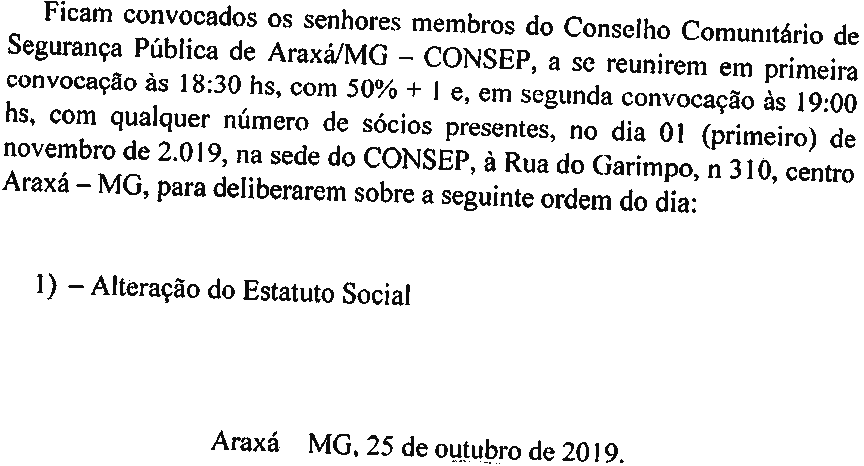 Ficam convocados os senhores membros do Conselho Comunitário de
Segurança Pública de Araxá/MG – CONSEP, a se reunirem em primeira
convocação às 18:30 hs, com 50% + 1 e, em segunda convocação às 19:00
hs, com qualquer número de sócios presentes, no dia 01 (primeiro) de
novembro de 2.019, na sede do CONSEP, à Rua do Garimpo, n 310, centro
Araxá – MG, para deliberarem sobre a seguinte ordem do dia:
1) – Alteração do Estatuto Social
Araxá MG, 25 de outubro de 2019.